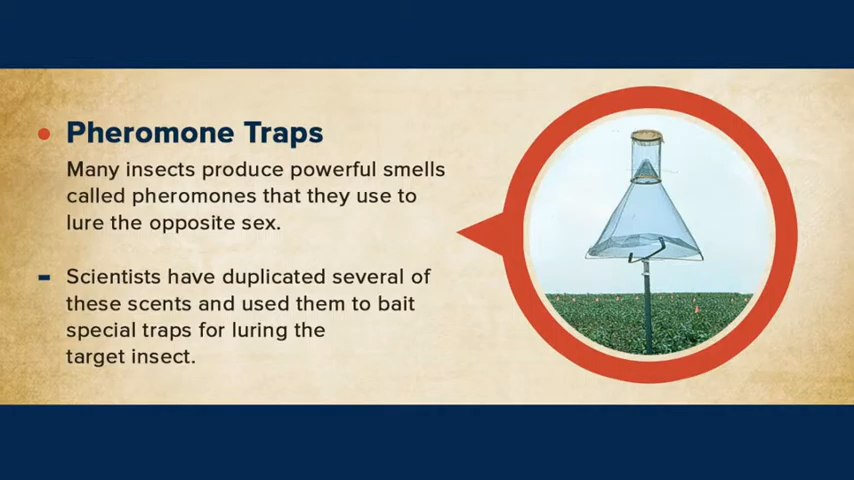 Pheromone Traps
Many insects produce powerful smells
called pheromones that they use to
lure the opposite sex.
Scientists have duplicated several of
these scents and used them to bait
special traps for luring the
target insect.